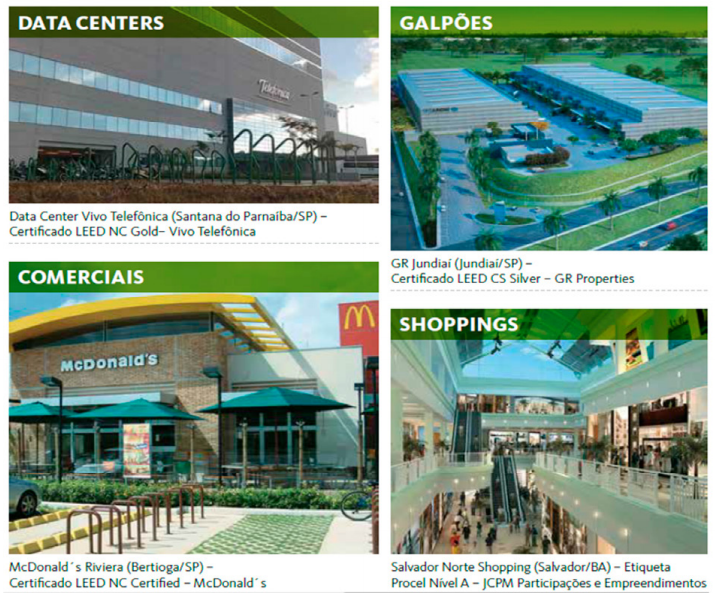 DATA CENTERS
Telefónica
Data Center Vivo Telefônica (Santana do Parnaíba/SP) –
Certificado LEED NC Gold– Vivo Telefônica
GALPÕES
GR Jundiaí (Jundiaí/SP) –
Certificado LEED CS Silver – GR Properties
COMERCIAIS
McDonald's
McDonald´s Riviera (Bertioga/SP) –
Certificado LEED NC Certified – McDonald´s
SHOPPINGS
Salvador Norte Shopping (Salvador/BA) – Etiqueta
Procel Nível A – JCPM Participações e Empreendimentos